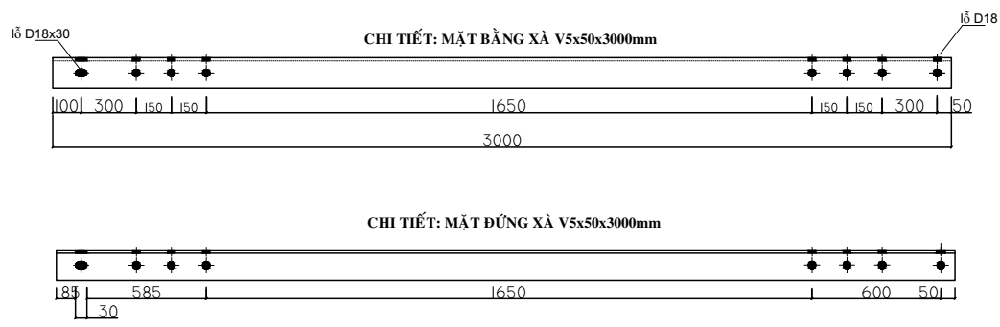 lỗ D18x30
lỗ D18
CHI TIẾT: MẶT BẰNG XÀ V5x50x3000mm
100 300 150 150 1650 150 150 300 50
3000
CHI TIẾT: MẶT ĐỨNG XÀ V5x50x3000mm
85 585 1650 600 50
30